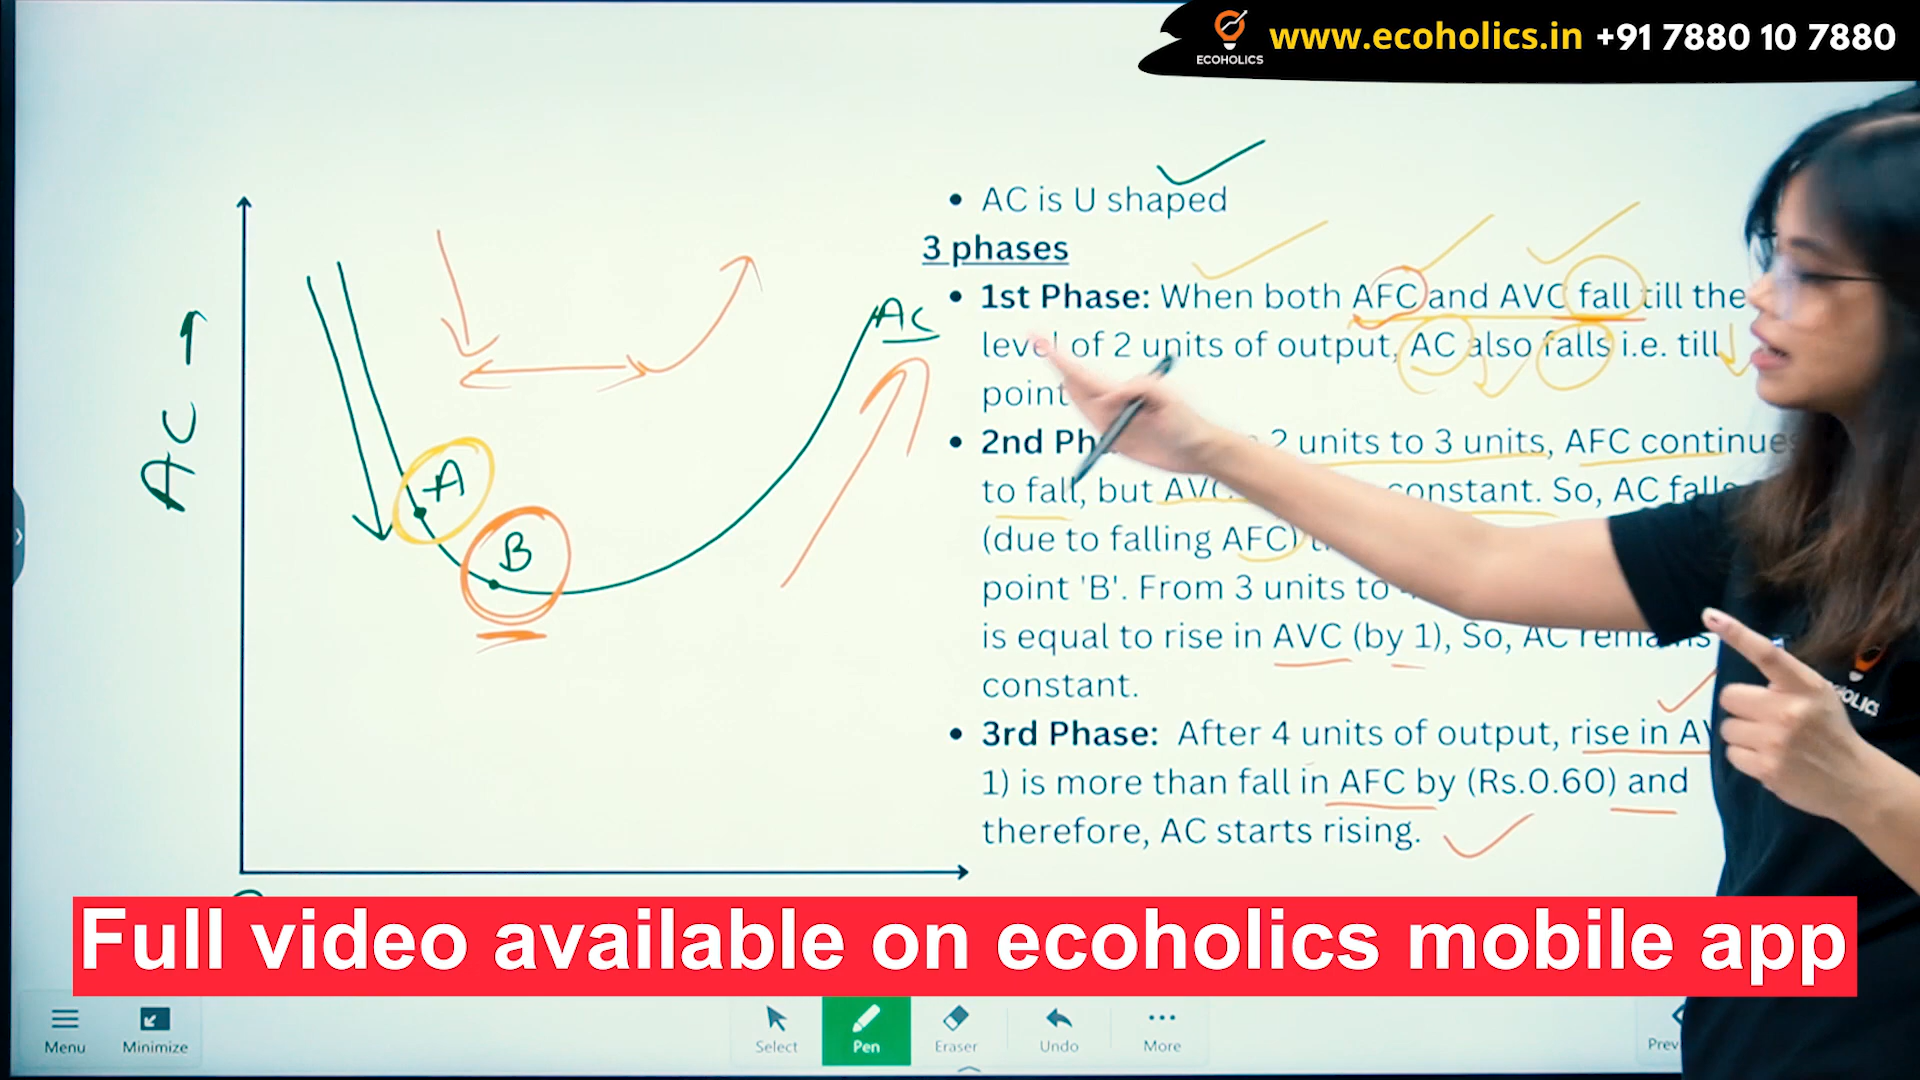 ECOHOLICS
www.ecoholics.in +91 7880 10 7880
AC is U shaped
3 phases
1st Phase: When both AFC and AVC fall till the
level of 2 units of output, AC also falls i.e. till
point
2nd 2 units to 3 units, AFC continues
to fall, but AVC constant. So, AC falls
(due to falling AFC)
point 'B'. From 3 units to
is equal to rise in AVC (by 1), So, AC remains
constant.
3rd Phase: After 4 units of output, rise in
1) is more than fall in AFC by (Rs.0.60) and
therefore, AC starts rising.
AC
AC
A
B
Full video available on ecoholics mobile app
Menu Minimize Select Pen Eraser Undo More